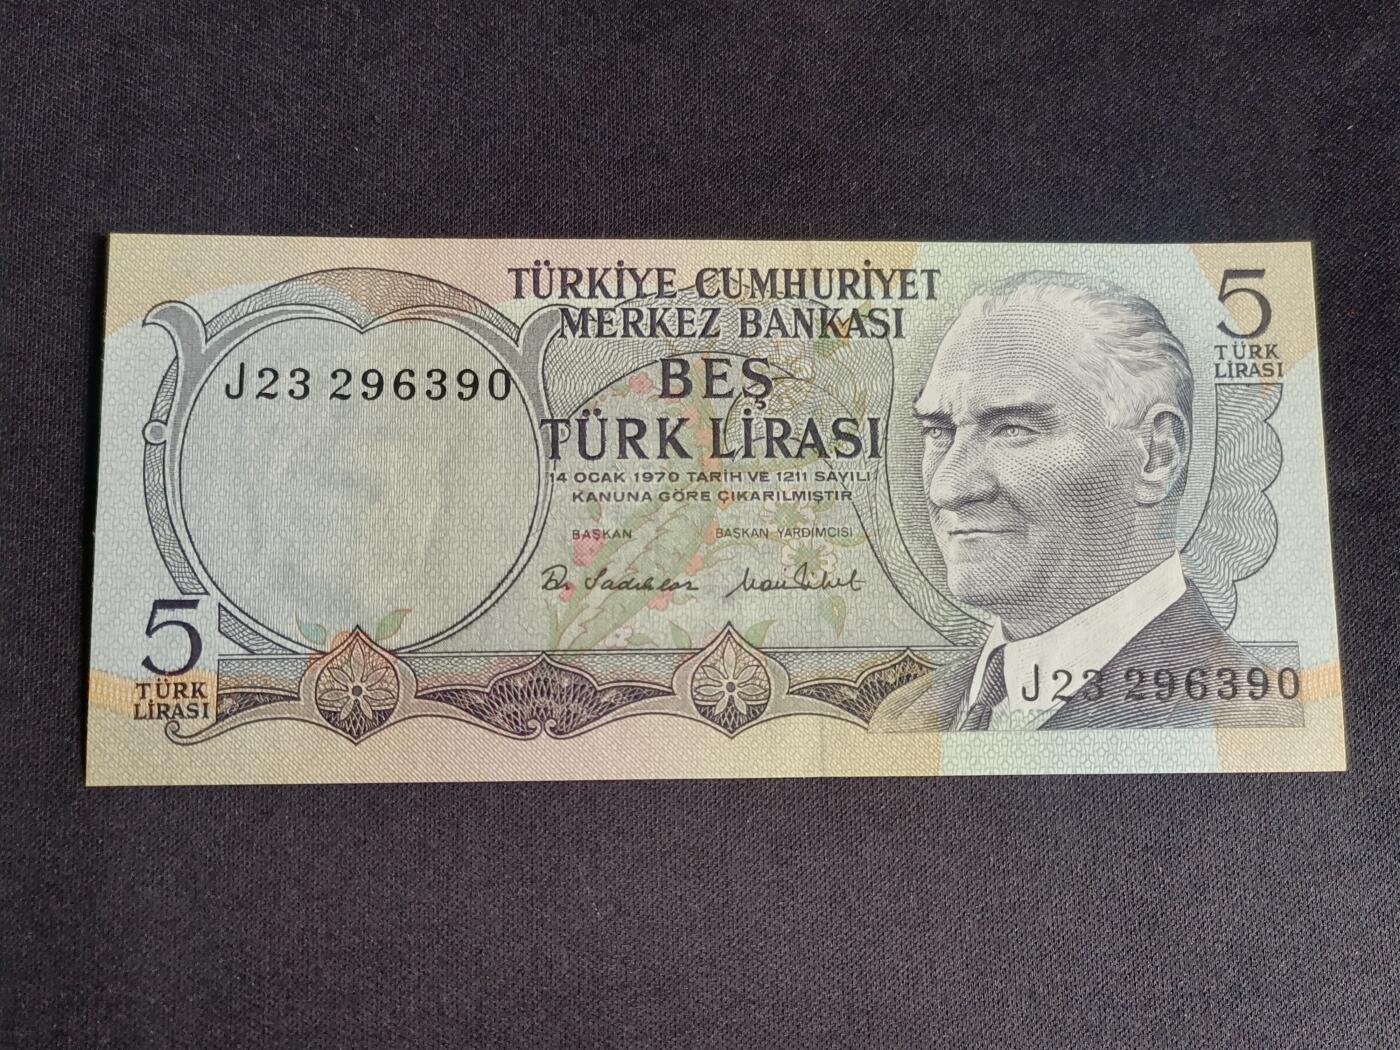 TÜRKİYE CUMHURİYET
MERKEZ BANKASI
5
TÜRK
LİRASI
J23 296390
BEŞ
TÜRK LİRASI
14 OCAK 1970 TARİH VE 1211 SAYILI
KANUNA GÖRE ÇIKARILMIŞTIR
BAŞKAN BAŞKAN YARDIMCISI
5
TÜRK
LİRASI
J23 296390